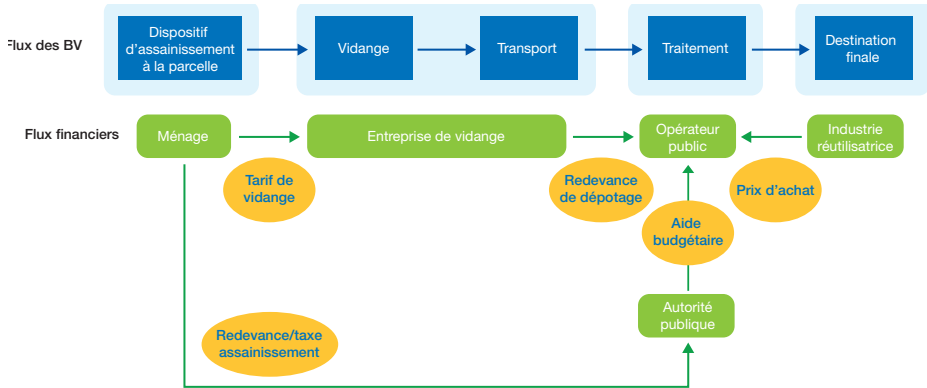 Flux des BV
Dispositif
d'assainissement
à la parcelle
Vidange
Transport
Traitement
Destination
finale
Flux financiers
Ménage
Entreprise de vidange
Opérateur
public
Industrie
réutilisatrice
Tarif de
vidange
Redevance
de dépotage
Prix d'achat
Aide
budgétaire
Autorité
publique
Redevance/taxe
assainissement